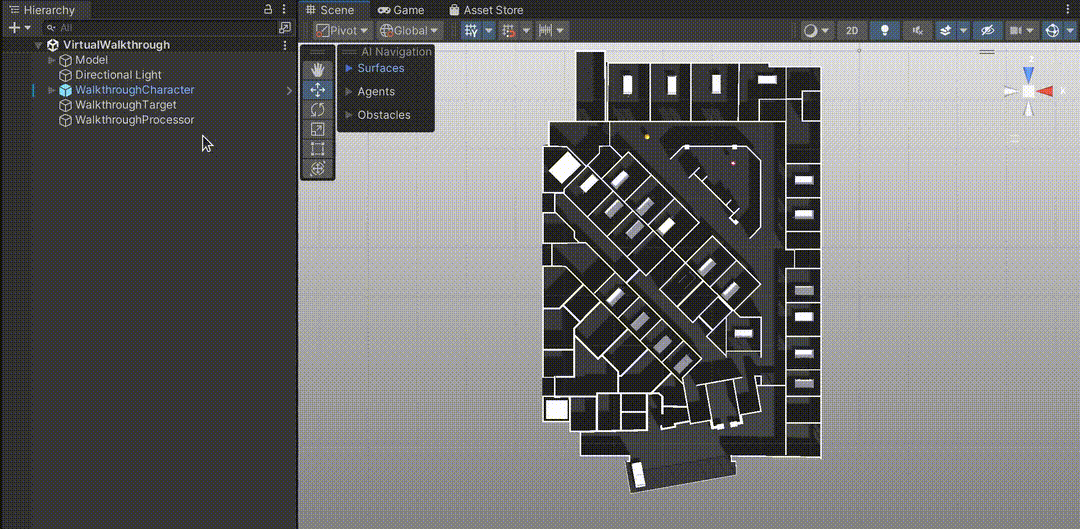 Hierarchy
All
VirtualWalkthrough
Model
Directional Light
WalkthroughCharacter
WalkthroughTarget
WalkthroughProcessor
Scene Game Asset Store
Pivot Global 2D
AI Navigation
Surfaces
Agents
Obstacles
z
x